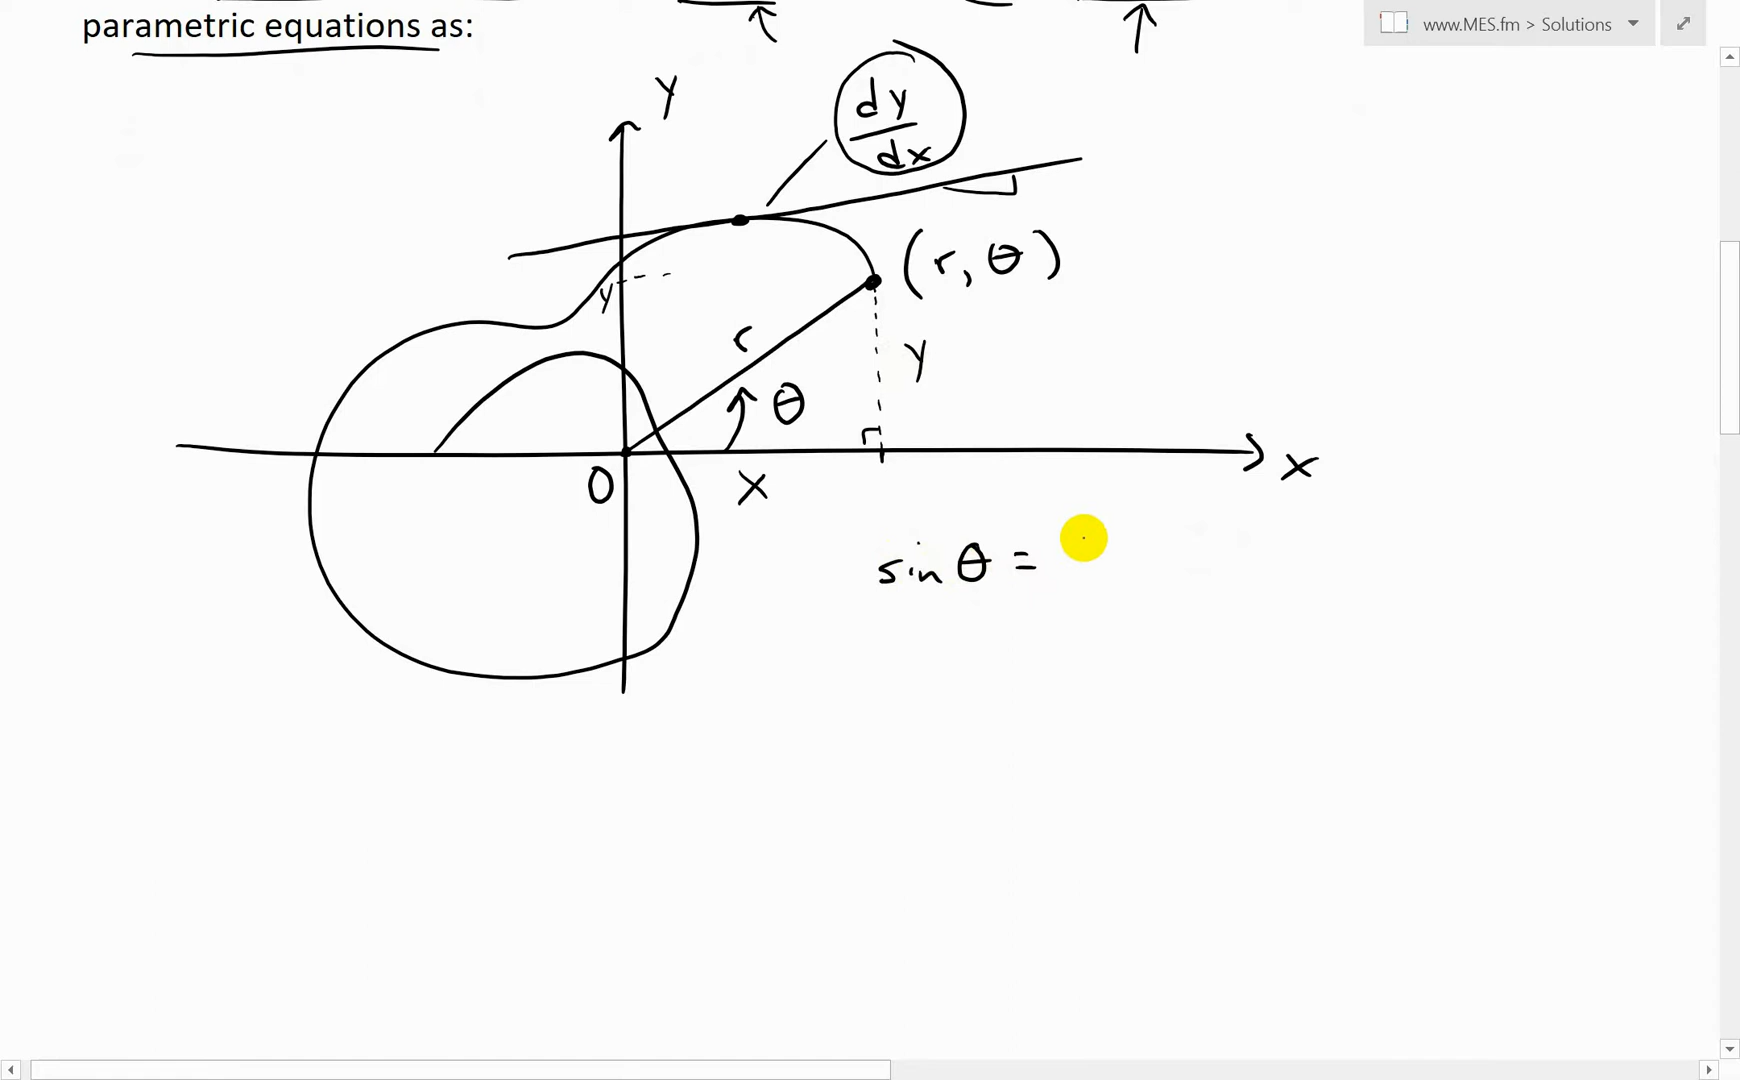 parametric equations as:
www.MES.fm > Solutions
y
dy
dx
(r, θ)
y
r
y
θ
0
x
x
sin θ =